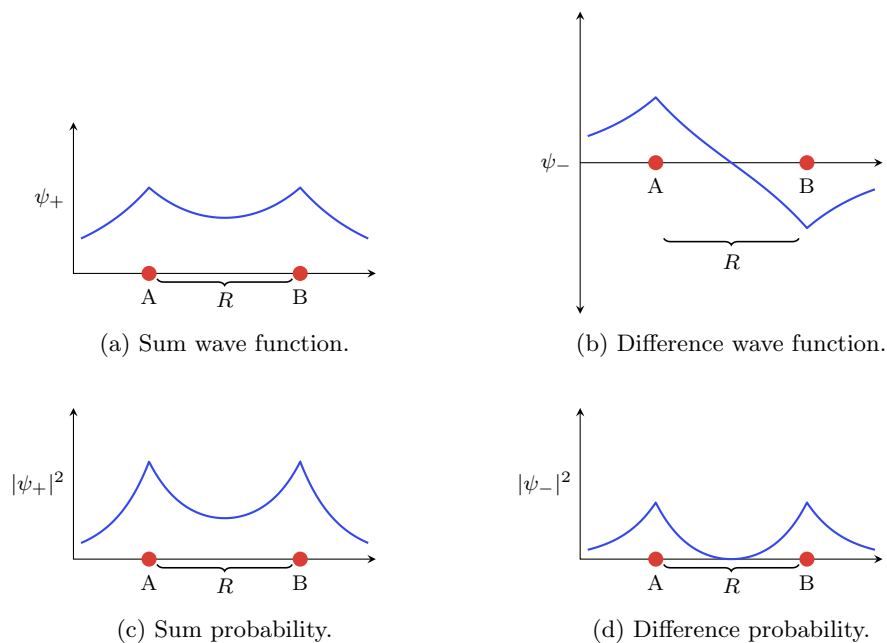 ψ₊
A
R
B
(a) Sum wave function.
ψ₋
A
B
R
(b) Difference wave function.
|ψ₊|²
A
R
B
(c) Sum probability.
|ψ₋|²
A
R
B
(d) Difference probability.